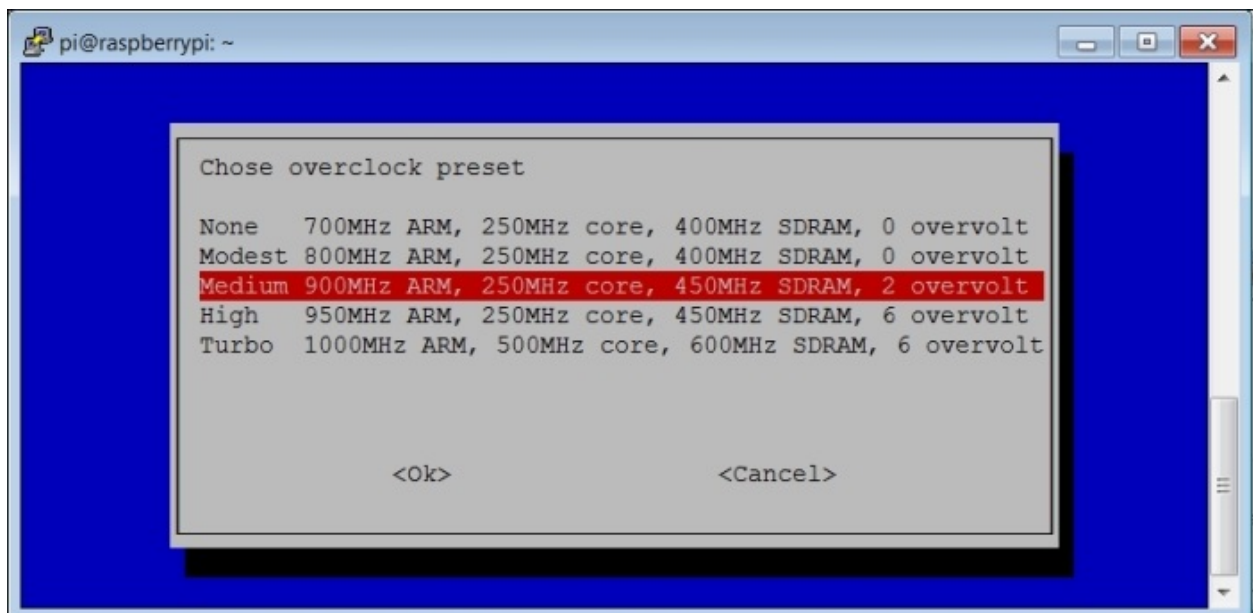 pi@raspberrypi: ~
Chose overclock preset
None 700MHz ARM, 250MHz core, 400MHz SDRAM, 0 overvolt
Modest 800MHz ARM, 250MHz core, 400MHz SDRAM, 0 overvolt
Medium 900MHz ARM, 250MHz core, 450MHz SDRAM, 2 overvolt
High 950MHz ARM, 250MHz core, 450MHz SDRAM, 6 overvolt
Turbo 1000MHz ARM, 500MHz core, 600MHz SDRAM, 6 overvolt
<Ok> <Cancel>